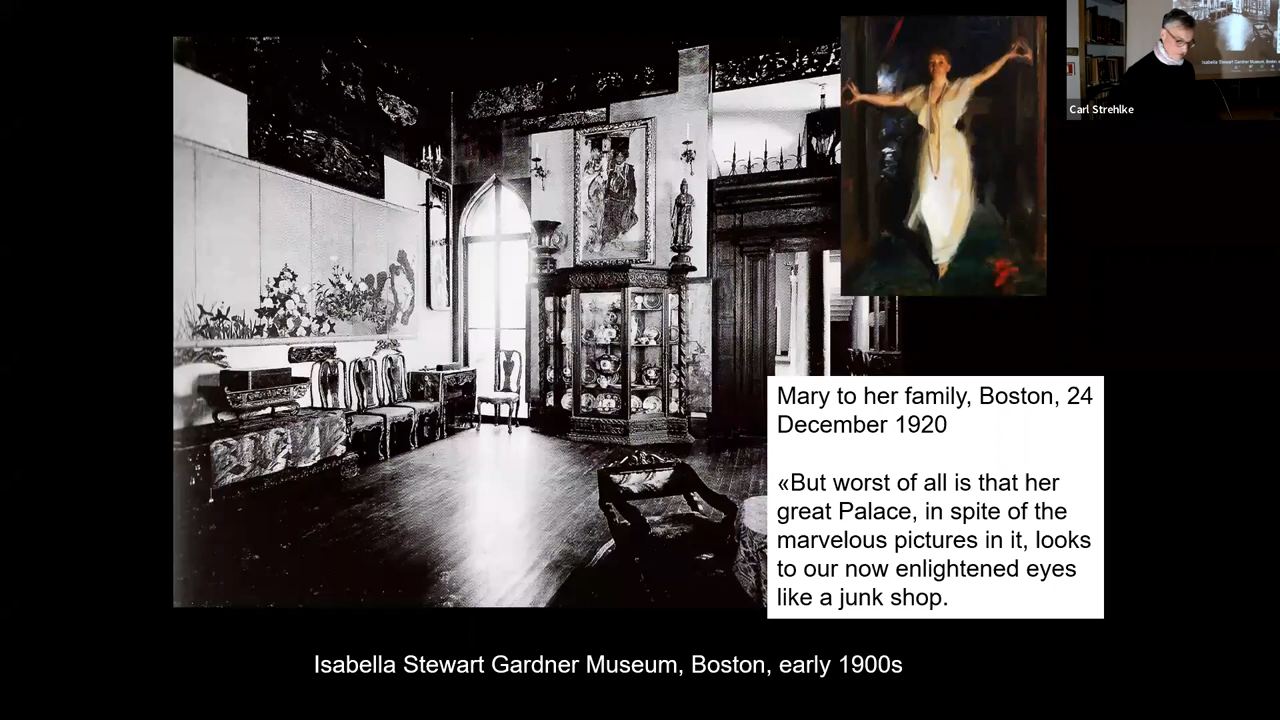 Carl Strehlke
Mary to her family, Boston, 24
December 1920
«But worst of all is that her
great Palace, in spite of the
marvelous pictures in it, looks
to our now enlightened eyes
like a junk shop.
Isabella Stewart Gardner Museum, Boston, early 1900s